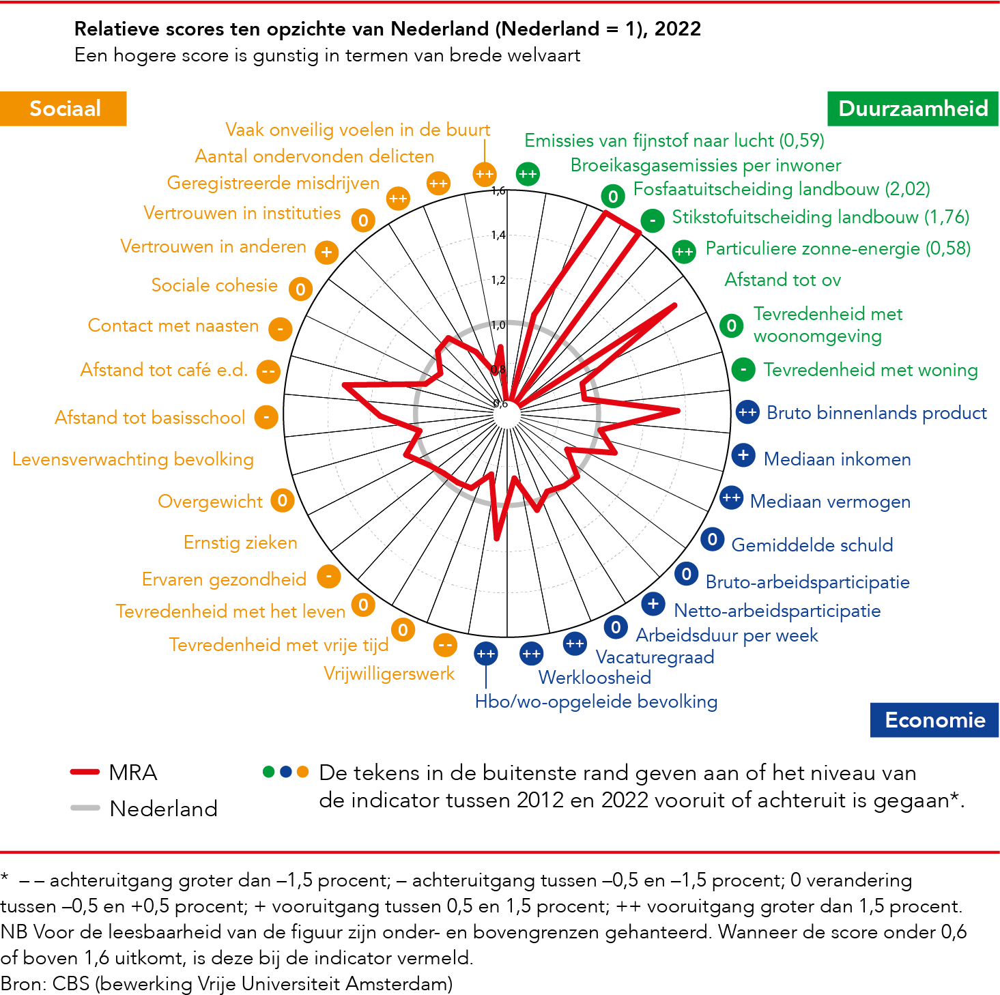 Relatieve scores ten opzichte van Nederland (Nederland = 1), 2022
Een hogere score is gunstig in termen van brede welvaart
Sociaal
Duurzaamheid
Vaak onveilig voelen in de buurt
++
Aantal ondervonden delicten
++
Geregistreerde misdrijven
++
Vertrouwen in instituties
0
Vertrouwen in anderen
+
Sociale cohesie
0
Contact met naasten
-
Afstand tot café e.d.
--
Afstand tot basisschool
-
Levensverwachting bevolking
Overgewicht
0
Ernstig zieken
Ervaren gezondheid
-
Tevredenheid met het leven
0
Tevredenheid met vrije tijd
0
Vrijwilligerswerk
--
Emissies van fijnstof naar lucht (0,59)
++
Broeikasgasemissies per inwoner
Fosfaatuitscheiding landbouw (2,02)
0
Stikstofuitscheiding landbouw (1,76)
-
Particuliere zonne-energie (0,58)
++
Afstand tot ov
Tevredenheid met
woonomgeving
0
Tevredenheid met woning
-
Bruto binnenlands product
++
Mediaan inkomen
+
Mediaan vermogen
++
Gemiddelde schuld
0
Bruto-arbeidsparticipatie
0
Netto-arbeidsparticipatie
+
Arbeidsduur per week
0
Vacaturegraad
++
Werkloosheid
++
Hbo/wo-opgeleide bevolking
++
1,6
1,4
1,2
1,0
0,8
0,6
Economie
MRA
Nederland
De tekens in de buitenste rand geven aan of het niveau van
de indicator tussen 2012 en 2022 vooruit of achteruit is gegaan*.
* – – achteruitgang groter dan –1,5 procent; – achteruitgang tussen –0,5 en –1,5 procent; 0 verandering
tussen –0,5 en +0,5 procent; + vooruitgang tussen 0,5 en 1,5 procent; ++ vooruitgang groter dan 1,5 procent.
NB Voor de leesbaarheid van de figuur zijn onder- en bovengrenzen gehanteerd. Wanneer de score onder 0,6
of boven 1,6 uitkomt, is deze bij de indicator vermeld.
Bron: CBS (bewerking Vrije Universiteit Amsterdam)